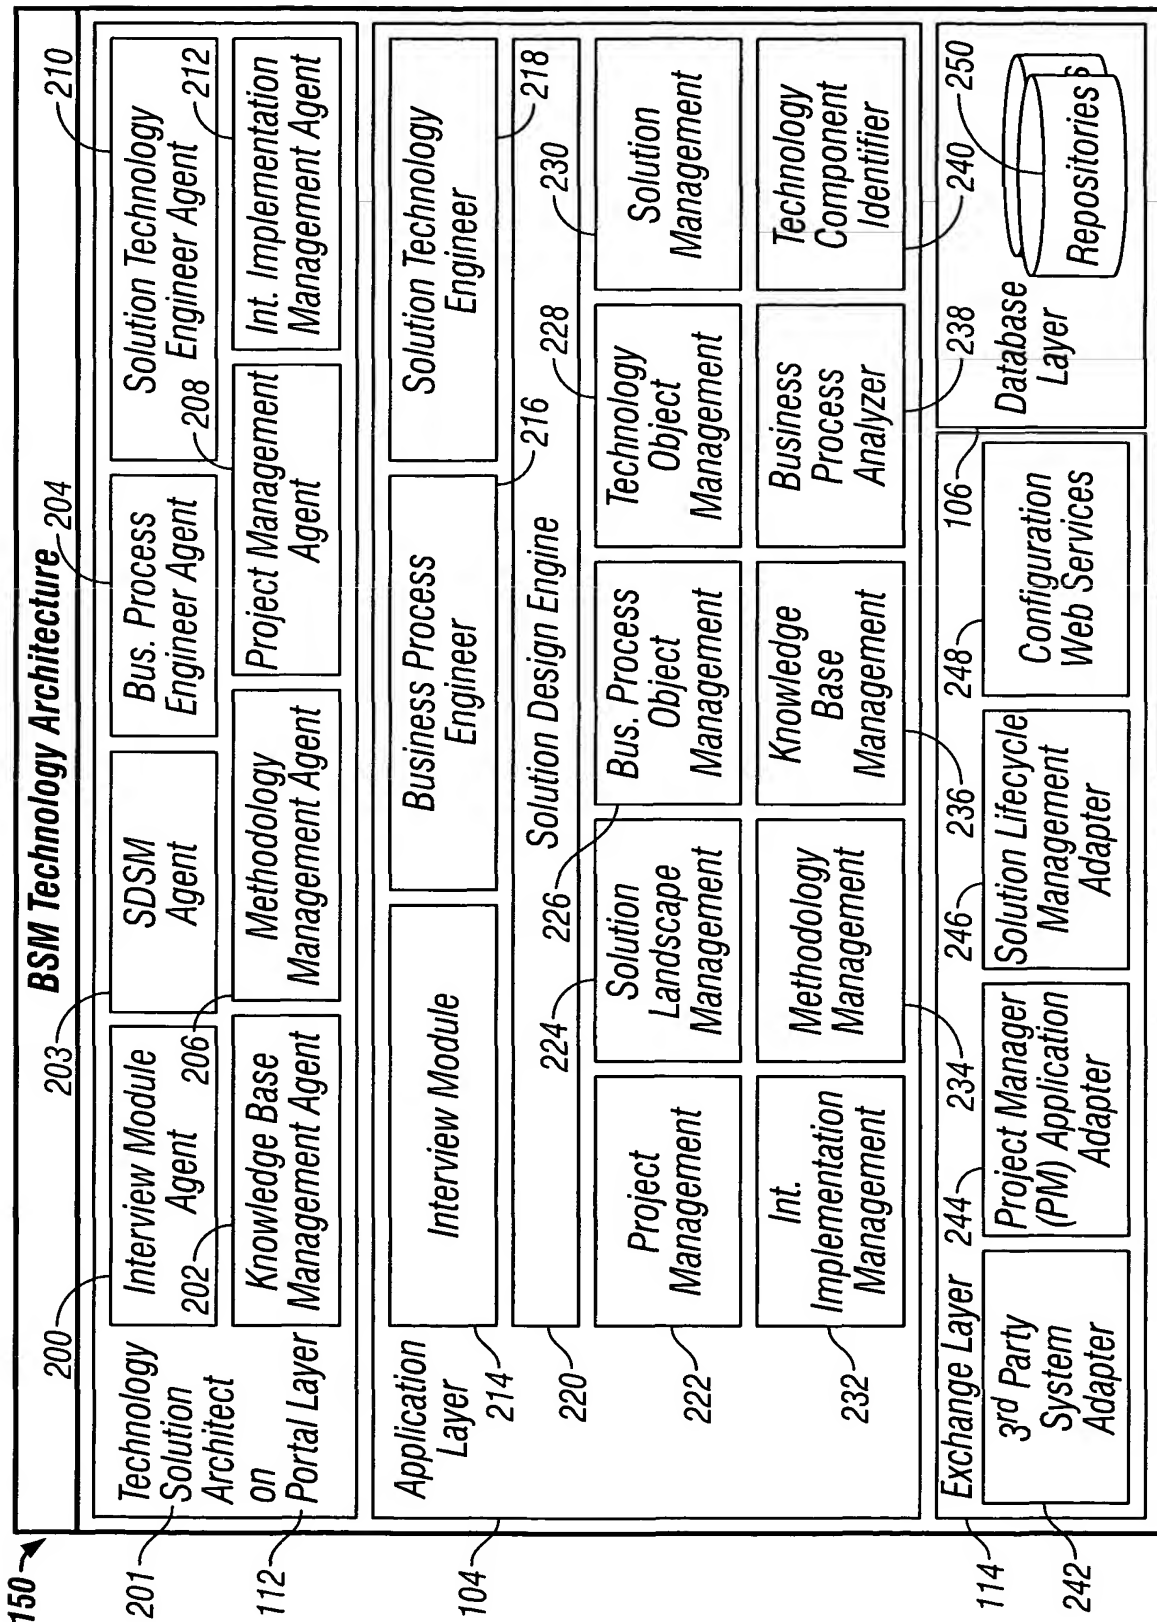 150
BSM Technology Architecture
200
203
204
210
201
Technology
Solution
Architect
on
Portal Layer
112
Interview Module
Agent
SDSM
Agent
Bus. Process
Engineer Agent
Solution Technology
Engineer Agent
202
206
208
212
Knowledge Base
Management Agent
Methodology
Management Agent
Project Management
Agent
Int. Implementation
Management Agent
104
Application
Layer
214
Interview Module
Business Process
Engineer
216
Solution Technology
Engineer
218
220
Solution Design Engine
224
226
228
230
222
Project
Management
Solution
Landscape
Management
Bus. Process
Object
Management
Technology
Object
Management
Solution
Management
232
Int.
Implementation
Management
Methodology
Management
Knowledge
Base
Management
Business
Process
Analyzer
Technology
Component
Identifier
234
236
238
240
114
Exchange Layer
244
246
248
106
242
3rd Party
System
Adapter
Project Manager
(PM) Application
Adapter
Solution Lifecycle
Management
Adapter
Configuration
Web Services
Database
Layer
250
Repositories
s